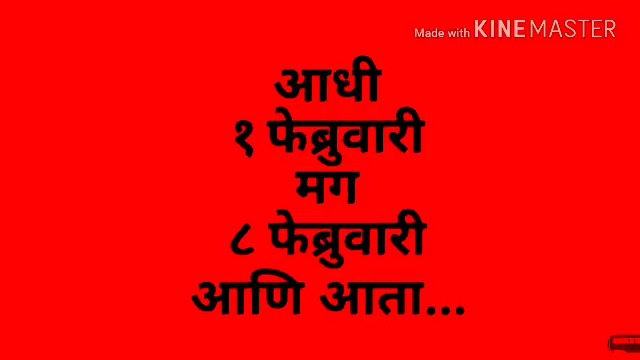 Made with KINEMASTER
आधी
१ फेब्रुवारी
मग
८ फेब्रुवारी
आणि आता...